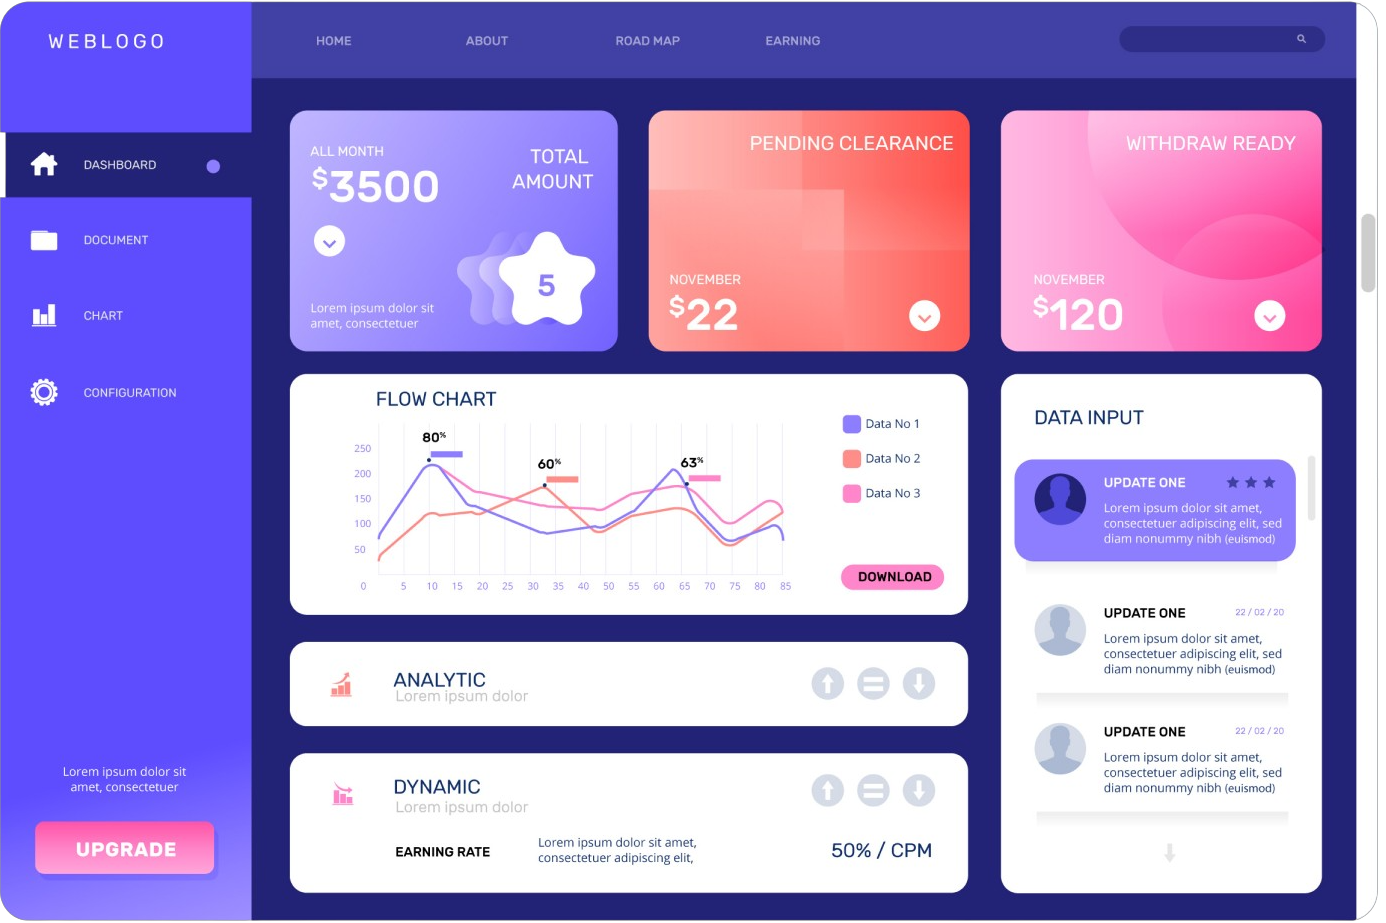 WEBLOGO
HOME ABOUT ROAD MAP EARNING
DASHBOARD
DOCUMENT
CHART
CONFIGURATION
Lorem ipsum dolor sit
amet, consectetuer
UPGRADE
ALL MONTH
$3500
TOTAL
AMOUNT
5
Lorem ipsum dolor sit
amet, consectetuer
PENDING CLEARANCE
NOVEMBER
$22
WITHDRAW READY
NOVEMBER
$120
FLOW CHART
80%
60%
63%
250
200
150
100
50
0 5 10 15 20 25 30 35 40 45 50 55 60 65 70 75 80 85
Data No 1
Data No 2
Data No 3
DOWNLOAD
ANALYTIC
Lorem ipsum dolor
DYNAMIC
Lorem ipsum dolor
EARNING RATE
Lorem ipsum dolor sit amet,
consectetuer adipiscing elit,
50% / CPM
DATA INPUT
UPDATE ONE
Lorem ipsum dolor sit amet,
consectetuer adipiscing elit, sed
diam nonummy nibh (euismod)
UPDATE ONE 22 / 02 / 20
Lorem ipsum dolor sit amet,
consectetuer adipiscing elit, sed
diam nonummy nibh (euismod)
UPDATE ONE 22 / 02 / 20
Lorem ipsum dolor sit amet,
consectetuer adipiscing elit, sed
diam nonummy nibh (euismod)